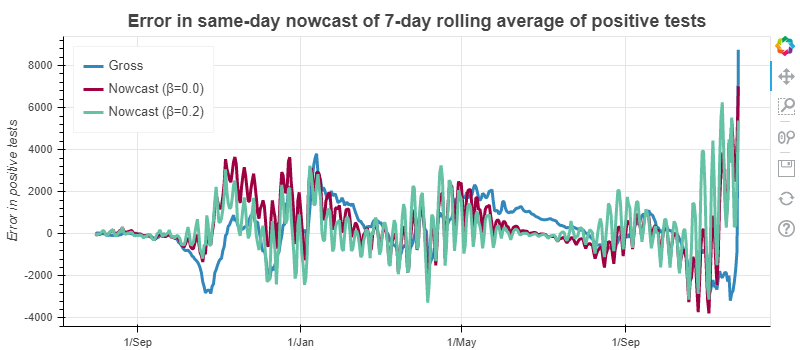 Error in same-day nowcast of 7-day rolling average of positive tests
Gross
Nowcast (β=0.0)
Nowcast (β=0.2)
Error in positive tests
8000
6000
4000
2000
0
-2000
-4000
1/Sep
1/Jan
1/May
1/Sep